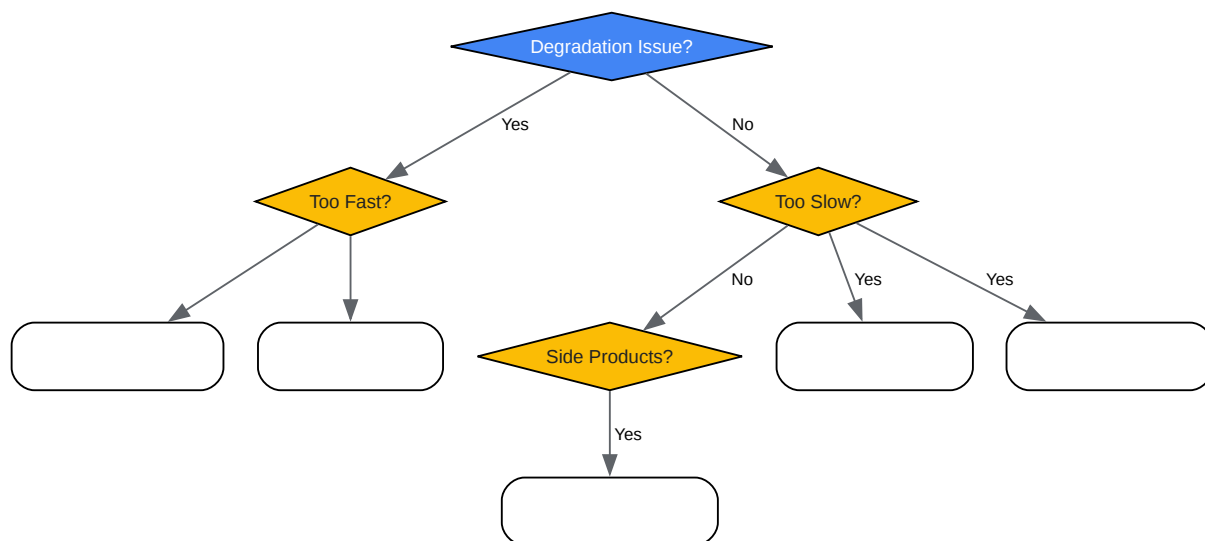 Degradation Issue?
Yes
No
Too Fast?
Too Slow?
No
Yes
Yes
Side Products?
Yes